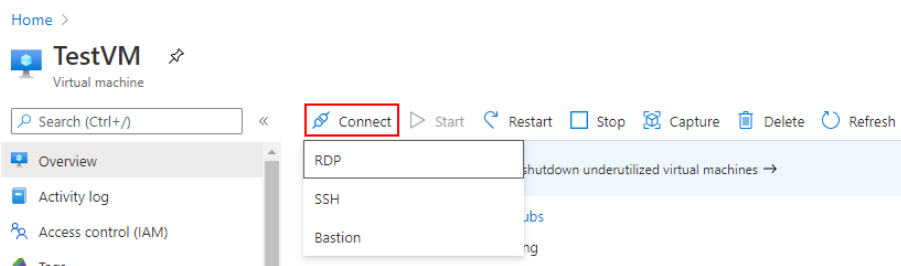 Home >
TestVM
Virtual machine
Search (Ctrl+/)
«
Connect Start Restart Stop Capture Delete Refresh
Overview
Activity log
Access control (IAM)
Tags
RDP
SSH
Bastion
shutdown underutilized virtual machines →
ubs
ng